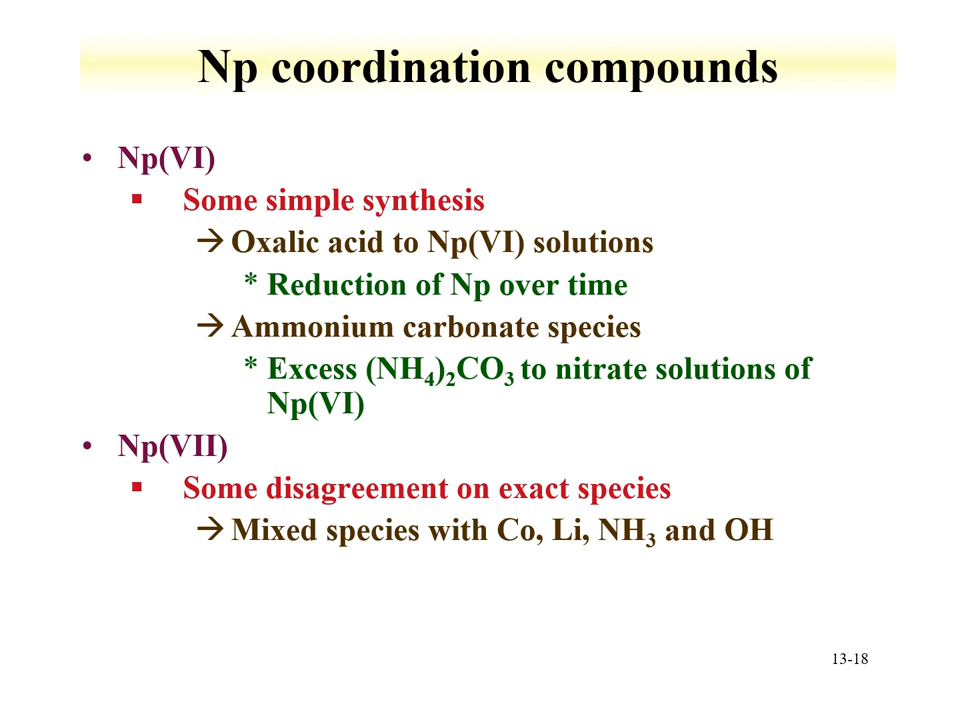 Np coordination compounds
• Np(VI)
▪ Some simple synthesis
→ Oxalic acid to Np(VI) solutions
* Reduction of Np over time
→ Ammonium carbonate species
* Excess (NH₄)₂CO₃ to nitrate solutions of
Np(VI)
• Np(VII)
▪ Some disagreement on exact species
→ Mixed species with Co, Li, NH₃ and OH
13-18